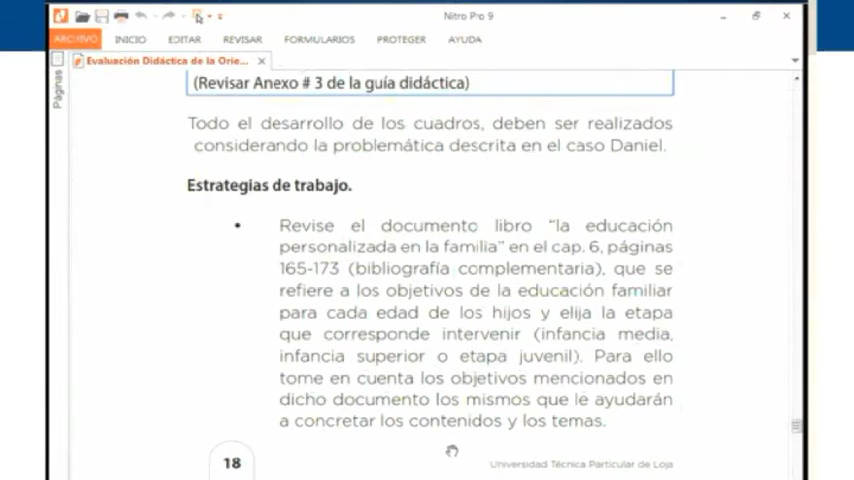 Nitro Pro 9
ARCHIVO INICIO EDITAR REVISAR FORMULARIOS PROTEGER AYUDA
Evaluación Didáctica de la Orie...
Páginas
(Revisar Anexo # 3 de la guía didáctica)
Todo el desarrollo de los cuadros, deben ser realizados
considerando la problemática descrita en el caso Daniel.
Estrategias de trabajo.
• Revise el documento libro “la educación
personalizada en la familia” en el cap. 6, páginas
165-173 (bibliografía complementaria), que se
refiere a los objetivos de la educación familiar
para cada edad de los hijos y elija la etapa
que corresponde intervenir (infancia media,
infancia superior o etapa juvenil). Para ello
tome en cuenta los objetivos mencionados en
dicho documento los mismos que le ayudarán
a concretar los contenidos y los temas.
18
Universidad Técnica Particular de Loja